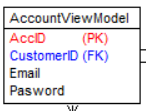 AccountViewModel
AccID (PK)
CustomerID (FK)
Email
Pasword